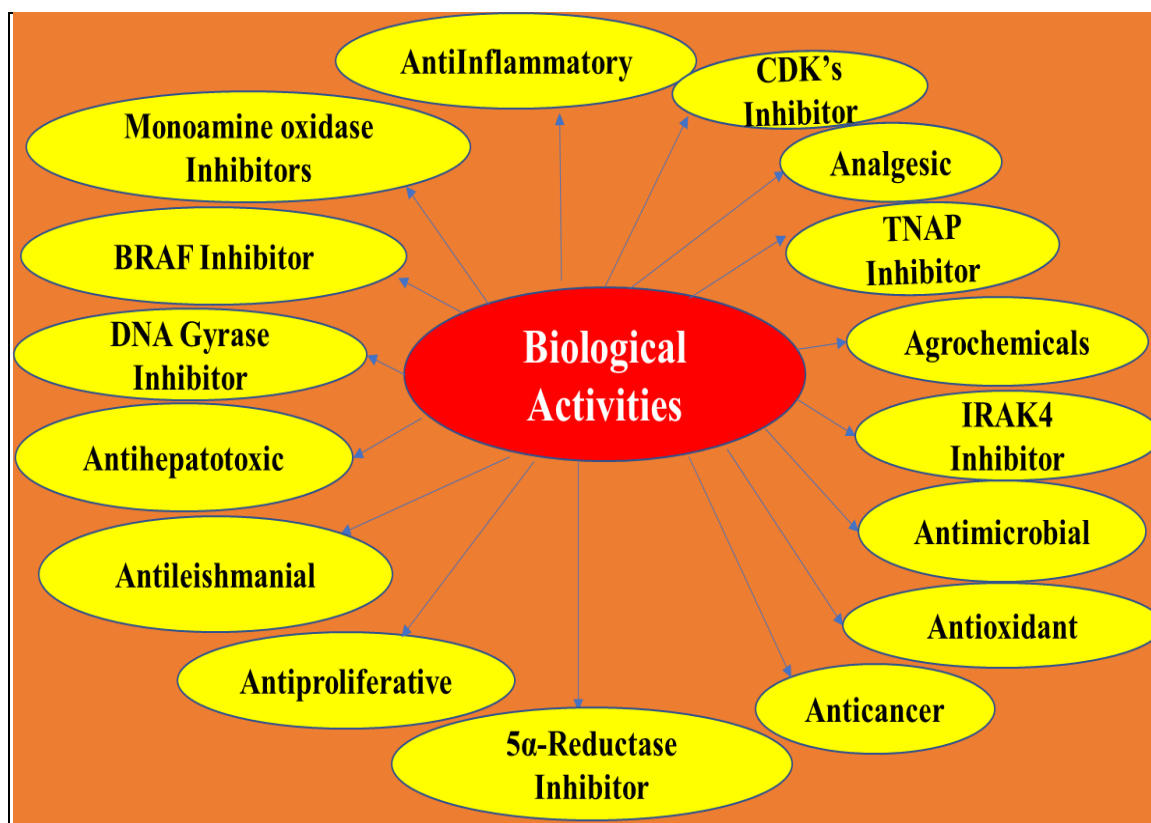 AntiInflammatory
CDK's
Inhibitor
Monoamine oxidase
Inhibitors
Analgesic
TNAP
Inhibitor
BRAF Inhibitor
DNA Gyrase
Inhibitor
Agrochemicals
Biological
Activities
IRAK4
Inhibitor
Antihepatotoxic
Antimicrobial
Antileishmanial
Antioxidant
Antiproliferative
Anticancer
5α-Reductase
Inhibitor